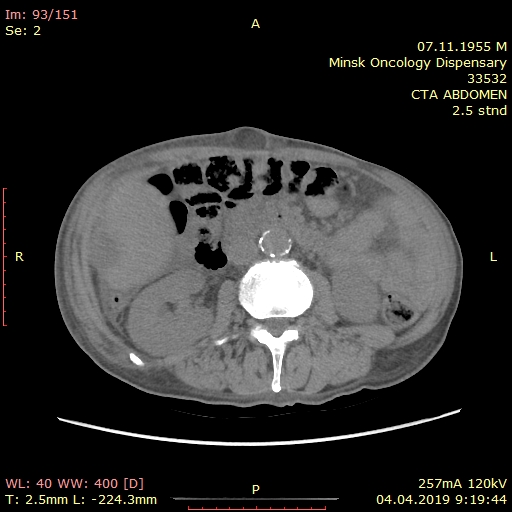 Im: 93/151
Se: 2
A
07.11.1955 M
Minsk Oncology Dispensary
33532
CTA ABDOMEN
2.5 stnd
R
L
WL: 40 WW: 400 [D]
T: 2.5mm L: -224.3mm
P
257mA 120kV
04.04.2019 9:19:44